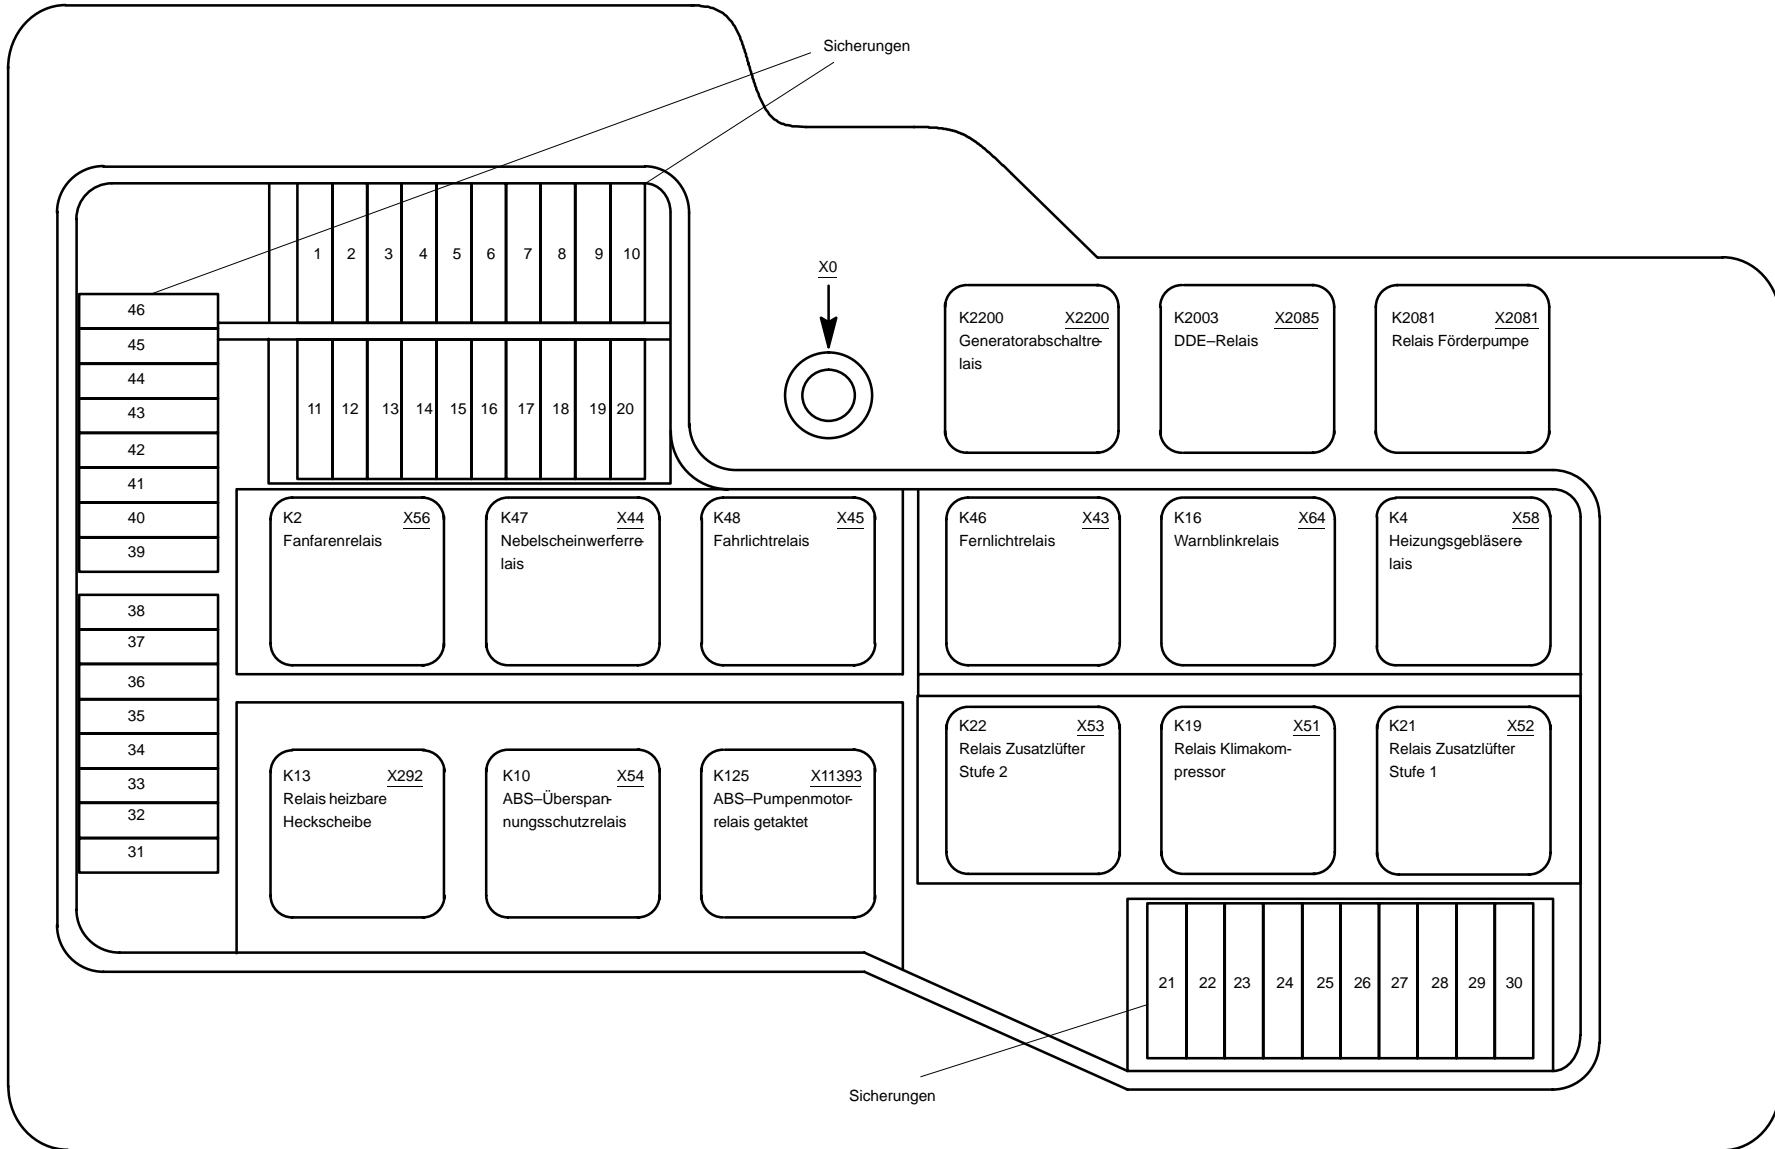 Sicherungen
1 2 3 4 5 6 7 8 9 10
X0
46
45
44
43
42
41
40
39
11 12 13 14 15 16 17 18 19 20
K2200 X2200
Generatorabschaltre-
lais
K2003 X2085
DDE–Relais
K2081 X2081
Relais Förderpumpe
K2 X56
Fanfarenrelais
K47 X44
Nebelscheinwerferre-
lais
K48 X45
Fahrlichtrelais
K46 X43
Fernlichtrelais
K16 X64
Warnblinkrelais
K4 X58
Heizungsgebläsere-
lais
38
37
36
35
34
33
32
31
K13 X292
Relais heizbare
Heckscheibe
K10 X54
ABS–Überspan-
nungsschutzrelais
K125 X11393
ABS–Pumpenmotor-
relais getaktet
K22 X53
Relais Zusatzlüfter
Stufe 2
K19 X51
Relais Klimakom-
pressor
K21 X52
Relais Zusatzlüfter
Stufe 1
21 22 23 24 25 26 27 28 29 30
Sicherungen